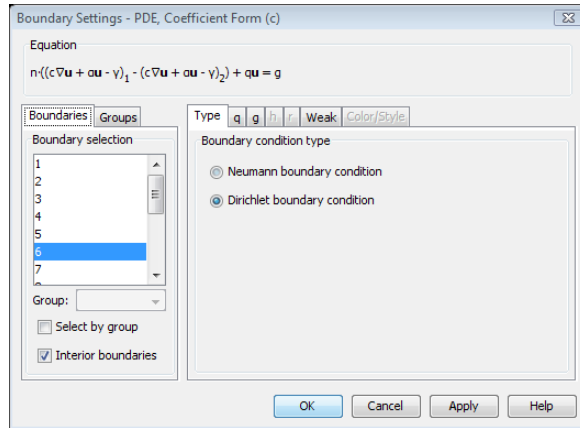 Boundary Settings - PDE, Coefficient Form (c)
Equation
n·((c∇u + αu - γ)₁ - (c∇u + αu - γ)₂) + qu = g
Boundaries Groups
Boundary selection
1
2
3
4
5
6
7
Group:
Select by group
Interior boundaries
Type q g h r Weak Color/Style
Boundary condition type
Neumann boundary condition
Dirichlet boundary condition
OK Cancel Apply Help